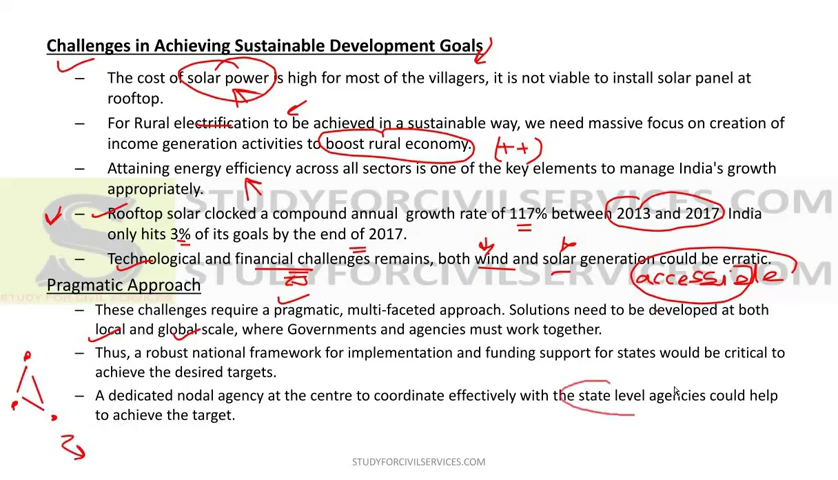 Challenges in Achieving Sustainable Development Goals
– The cost of solar power is high for most of the villagers, it is not viable to install solar panel at
rooftop.
– For Rural electrification to be achieved in a sustainable way, we need massive focus on creation of
income generation activities to boost rural economy. (++)
– Attaining energy efficiency across all sectors is one of the key elements to manage India's growth
appropriately.
STUDYFORCIVILSERVICES.COM
– Rooftop solar clocked a compound annual growth rate of 117% between 2013 and 2017 India
only hits 3% of its goals by the end of 2017.
– Technological and financial challenges remains, both wind and solar generation could be erratic.
accessible
Pragmatic Approach
STUDY FOR CIVIL SERVICES
– These challenges require a pragmatic, multi-faceted approach. Solutions need to be developed at both
local and global scale, where Governments and agencies must work together.
– Thus, a robust national framework for implementation and funding support for states would be critical to
achieve the desired targets.
– A dedicated nodal agency at the centre to coordinate effectively with the state level agencies could help
to achieve the target.
STUDYFORCIVILSERVICES.COM